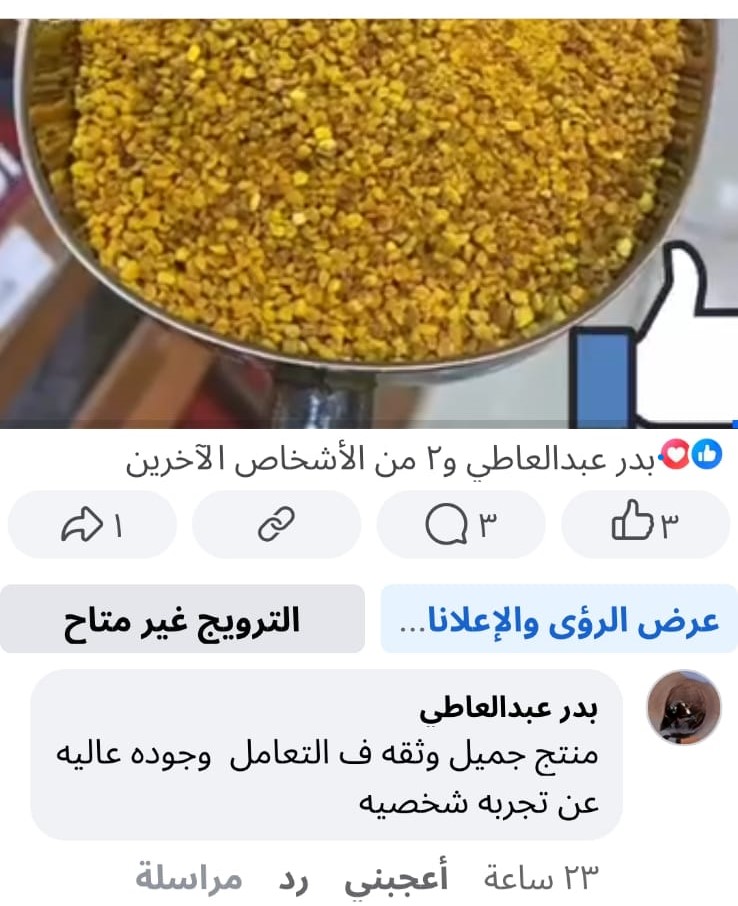 بدر عبدالعاطي و٢ من الأشخاص الآخرين
٣
٣
١
عرض الرؤى والإعلانا...
الترويج غير متاح
بدر عبدالعاطي
منتج جميل وثقه ف التعامل وجوده عاليه
عن تجربه شخصيه
٢٣ ساعة أعجبني رد مراسلة